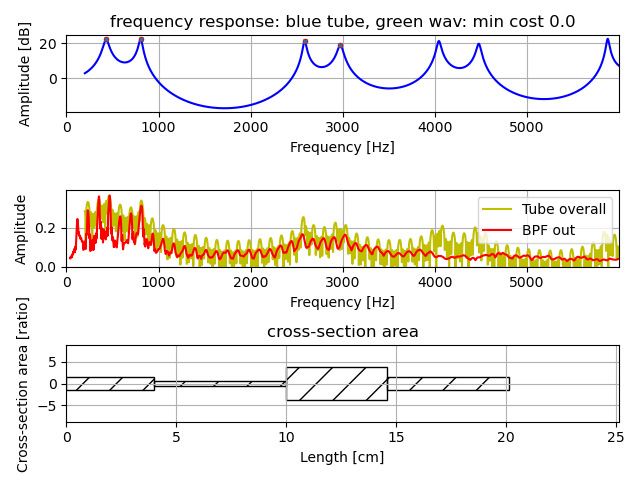 frequency response: blue tube, green wav: min cost 0.0
Amplitude [dB]
20
0
0 1000 2000 3000 4000 5000
Frequency [Hz]
Amplitude
0.2
0.0
Tube overall
BPF out
0 1000 2000 3000 4000 5000
Frequency [Hz]
cross-section area
Cross-section area [ratio]
5
0
−5
0 5 10 15 20 25
Length [cm]